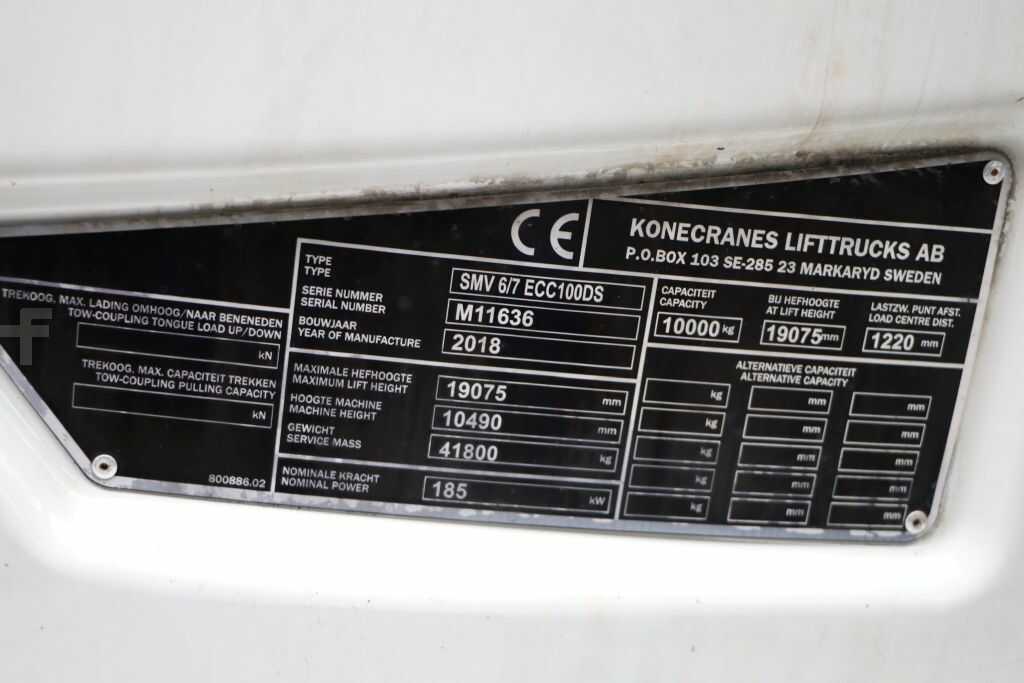 CE
KONECRANES LIFTTRUCKS AB
P.O.BOX 103 SE-285 23 MARKARYD SWEDEN
TREKOOG. MAX. LADING OMHOOG/NAAR BENENEDEN
TOW-COUPLING TONGUE LOAD UP/DOWN
kN
TREKOOG. MAX. CAPACITEIT TREKKEN
TOW-COUPLING PULLING CAPACITY
kN
800886.02
TYPE
TYPE
SMV 6/7 ECC100DS
SERIE NUMMER
SERIAL NUMBER
M11636
BOUWJAAR
YEAR OF MANUFACTURE
2018
MAXIMALE HEFHOOGTE
MAXIMUM LIFT HEIGHT
19075 mm
HOOGTE MACHINE
MACHINE HEIGHT
10490 mm
GEWICHT
SERVICE MASS
41800 kg
NOMINALE KRACHT
NOMINAL POWER
185 kW
CAPACITEIT
CAPACITY
10000 kg
BIJ HEFHOOGTE
AT LIFT HEIGHT
19075 mm
LASTZW. PUNT AFST.
LOAD CENTRE DIST.
1220 mm
ALTERNATIEVE CAPACITEIT
ALTERNATIVE CAPACITY
kg mm mm
kg mm mm
kg mm mm
kg mm mm
kg mm mm